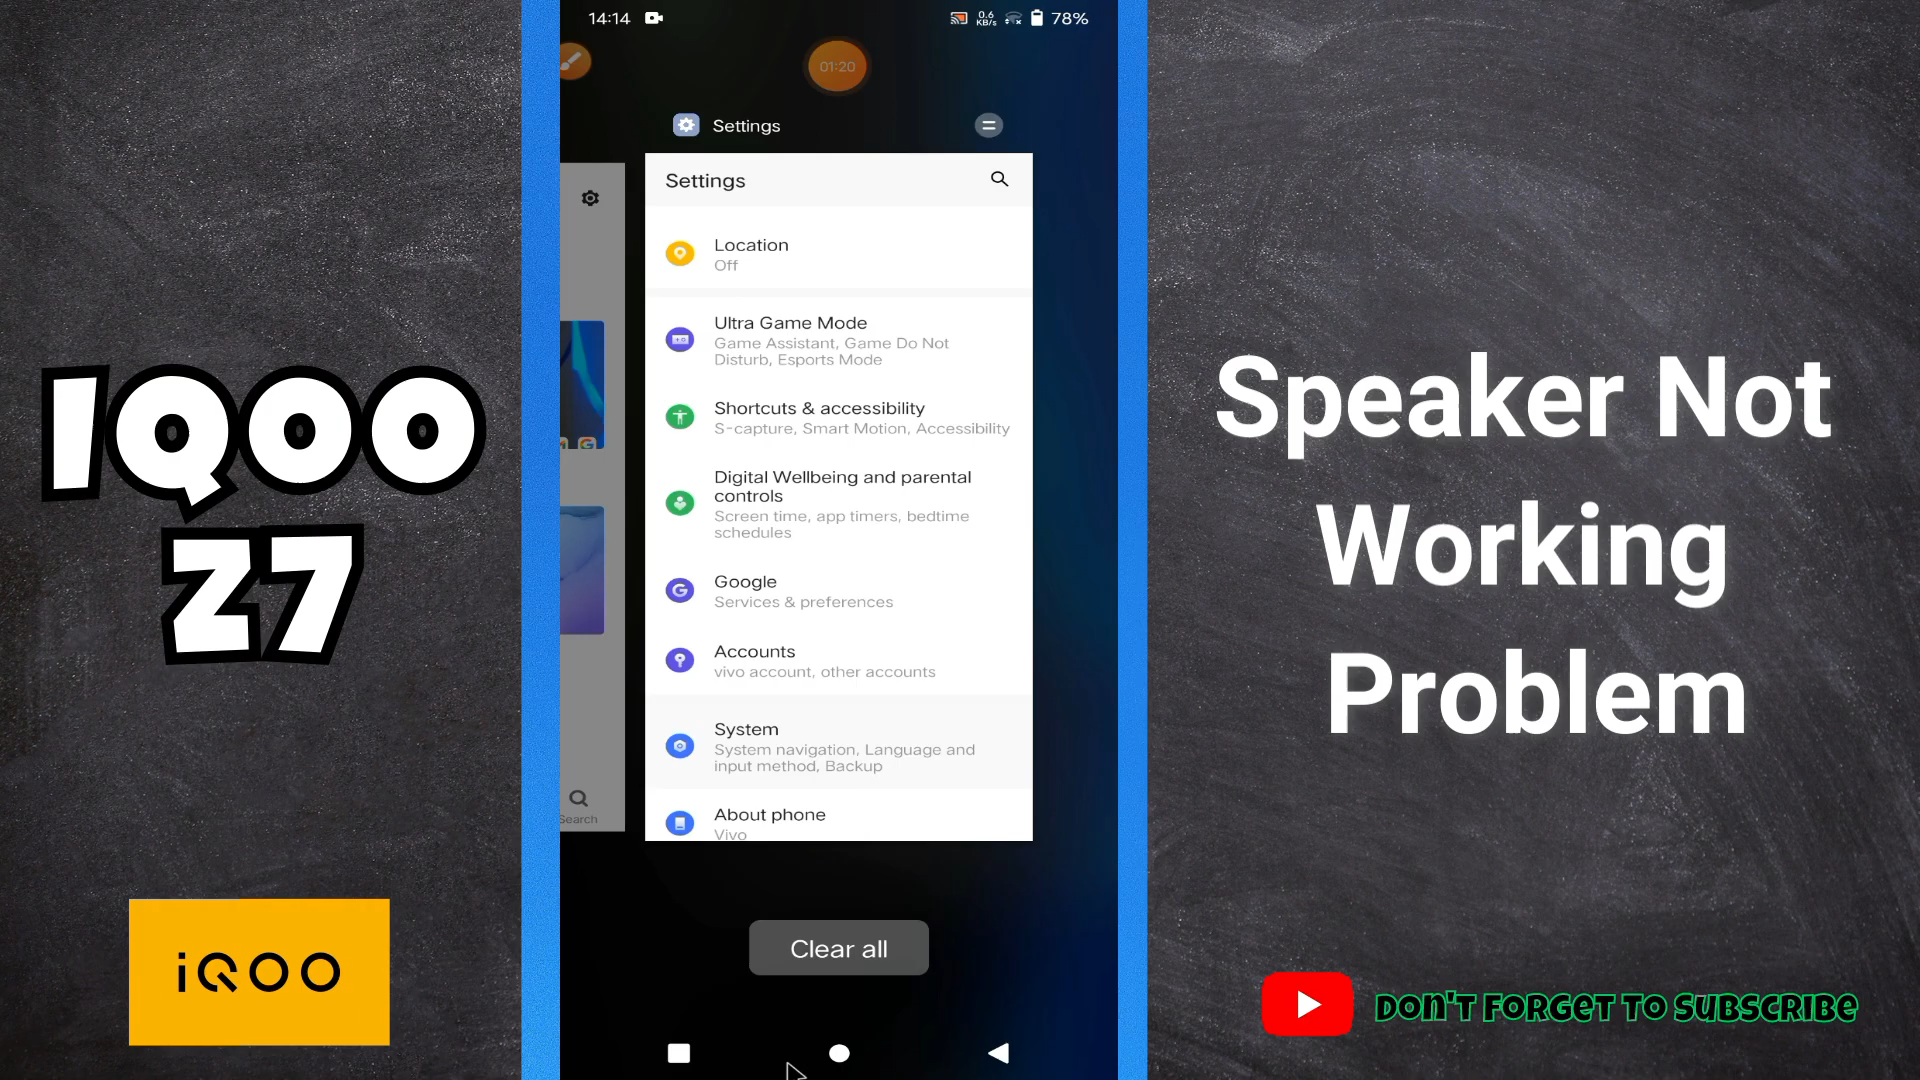 14:14
0.6
KB/s
78%
01:20
Settings
Settings
Location
Off
Ultra Game Mode
Game Assistant, Game Do Not
Disturb, Esports Mode
Shortcuts & accessibility
S-capture, Smart Motion, Accessibility
Digital Wellbeing and parental
controls
Screen time, app timers, bedtime
schedules
Google
Services & preferences
Accounts
vivo account, other accounts
System
System navigation, Language and
input method, Backup
About phone
Vivo
Search
Clear all
IQOO
Z7
iQOO
Speaker Not
Working
Problem
DON'T FORGET TO SUBSCRIBE